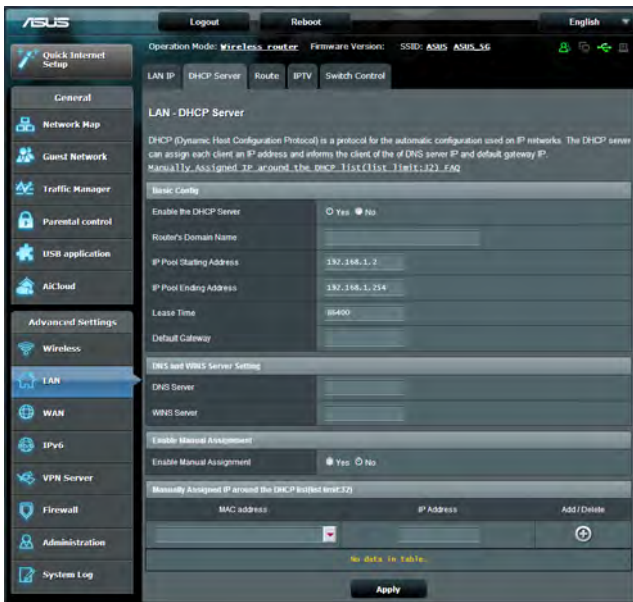 ASUS
Logout
Reboot
English
Quick Internet
Setup
Operation Mode: Wireless router Firmware Version: SSID: ASUS ASUS_5G
LAN IP
DHCP Server
Route
IPTV
Switch Control
General
Network Map
Guest Network
Traffic Manager
Parental control
USB application
AiCloud
Advanced Settings
Wireless
LAN
WAN
IPv6
VPN Server
Firewall
Administration
System Log
LAN - DHCP Server
DHCP (Dynamic Host Configuration Protocol) is a protocol for the automatic configuration used on IP networks. The DHCP server
can assign each client an IP address and informs the client of the of DNS server IP and default gateway IP.
Manually Assigned IP around the DHCP list(list limit:32) FAQ
Basic Config
Enable the DHCP Server
Yes No
Router's Domain Name
IP Pool Starting Address
192.168.1.2
IP Pool Ending Address
192.168.1.254
Lease Time
86400
Default Gateway
DNS and WINS Server Setting
DNS Server
WINS Server
Enable Manual Assignment
Enable Manual Assignment
Yes No
Manually Assigned IP around the DHCP list(list limit:32)
MAC address
IP Address
Add / Delete
No data in table.
Apply